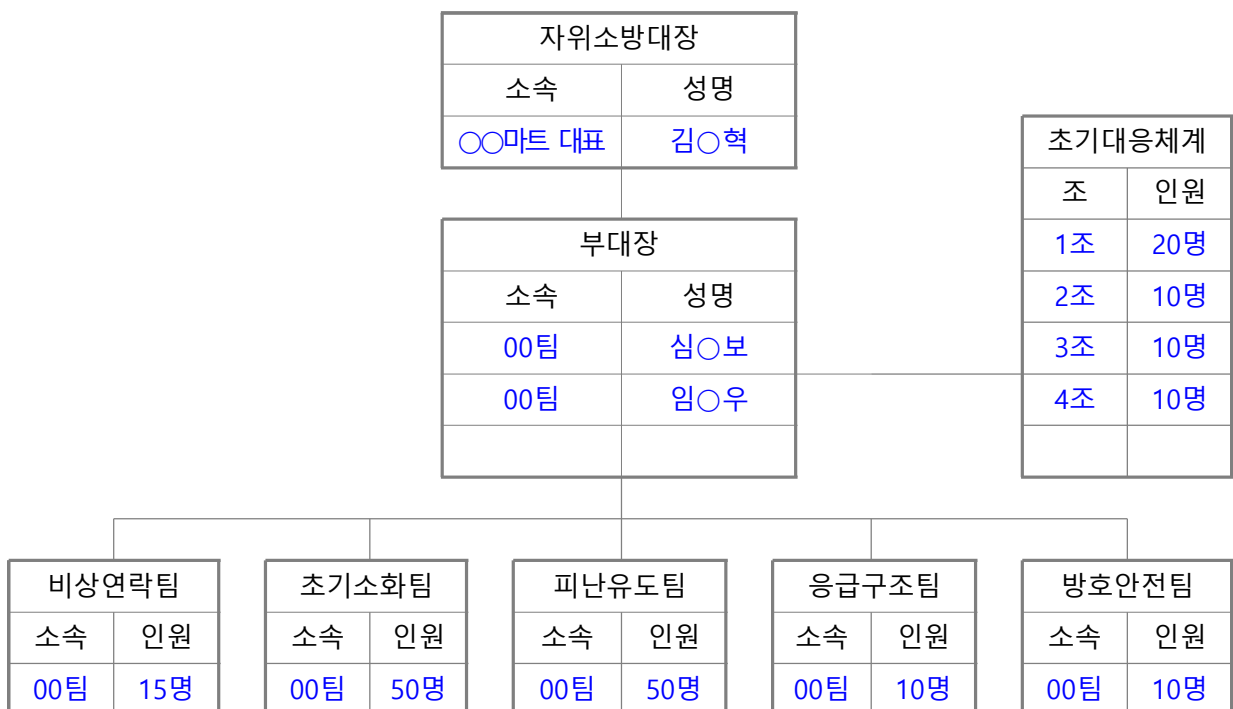 자위소방대장
소속 성명
○○마트 대표 김○혁
초기대응체계
조 인원
1조 20명
2조 10명
3조 10명
4조 10명
부대장
소속 성명
00팀 심○보
00팀 임○우
비상연락팀 초기소화팀 피난유도팀 응급구조팀 방호안전팀
소속 인원 소속 인원 소속 인원 소속 인원 소속 인원
00팀 15명 00팀 50명 00팀 50명 00팀 10명 00팀 10명